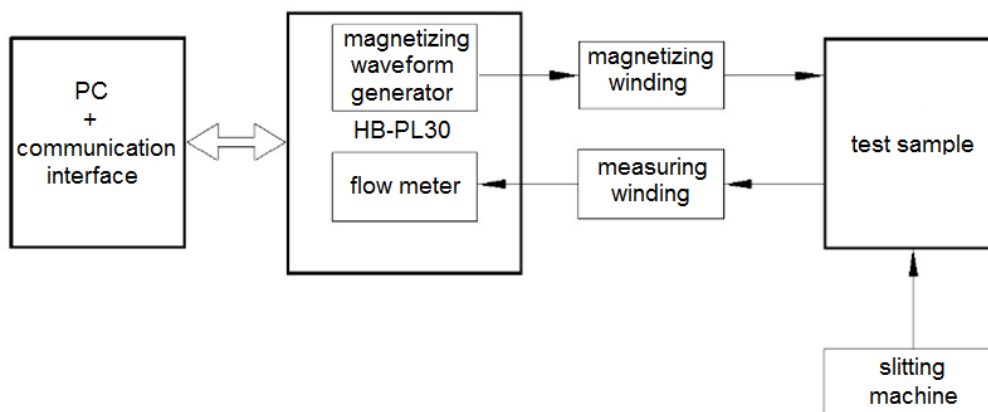 PC
+
communication
interface
magnetizing
waveform
generator
HB-PL30
flow meter
magnetizing
winding
measuring
winding
test sample
slitting
machine